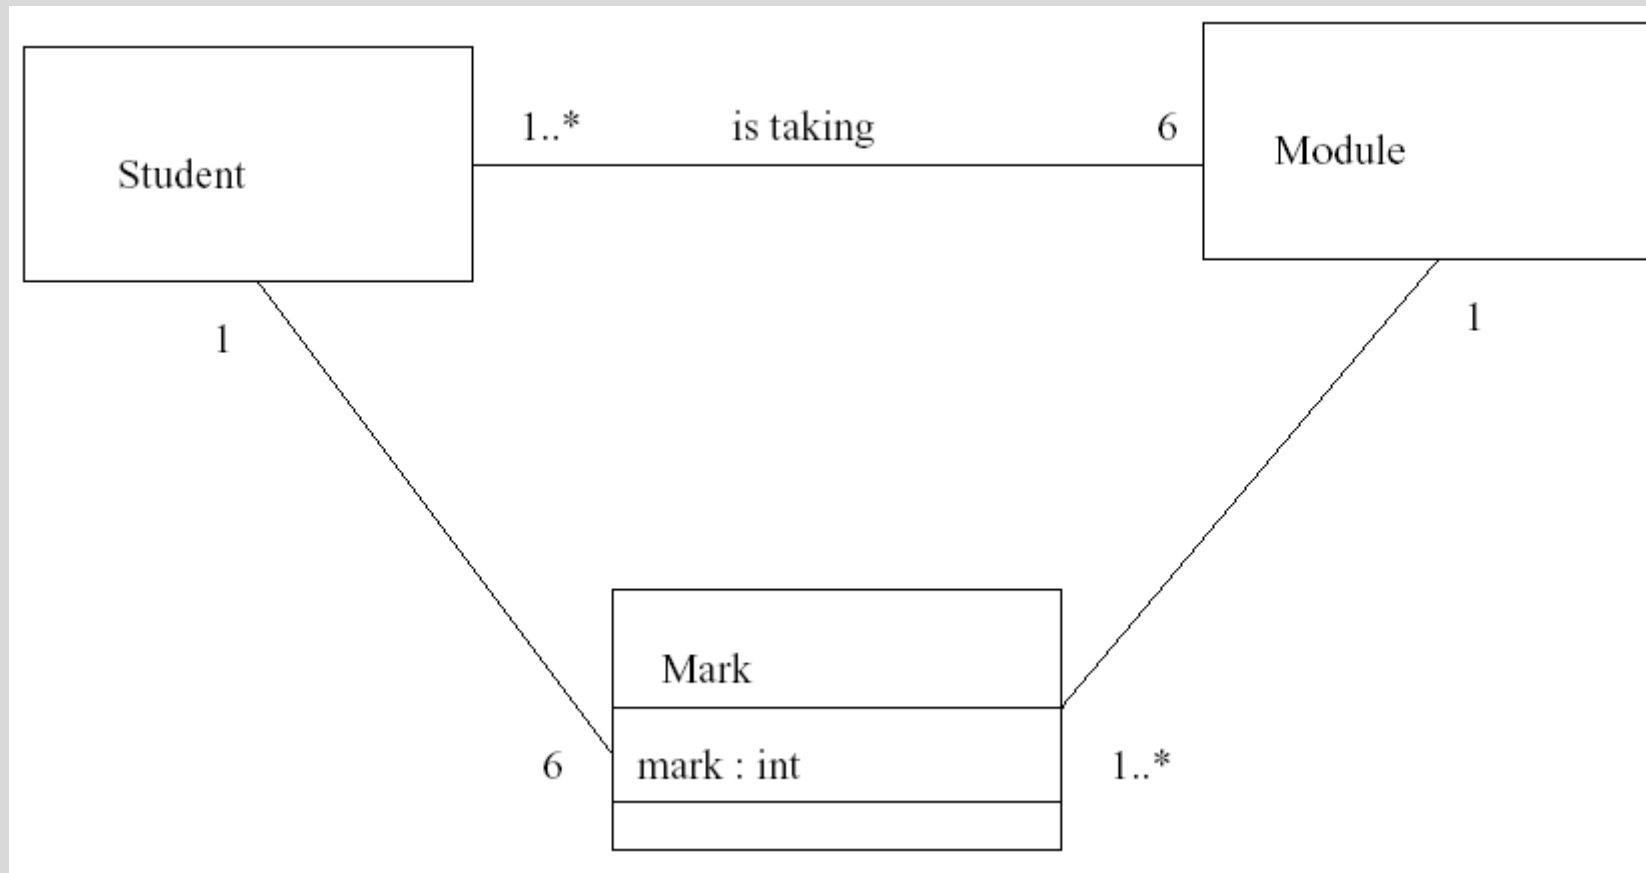 1..* is taking 6
Student
Module
1
1
Mark
6
mark : int
1..*